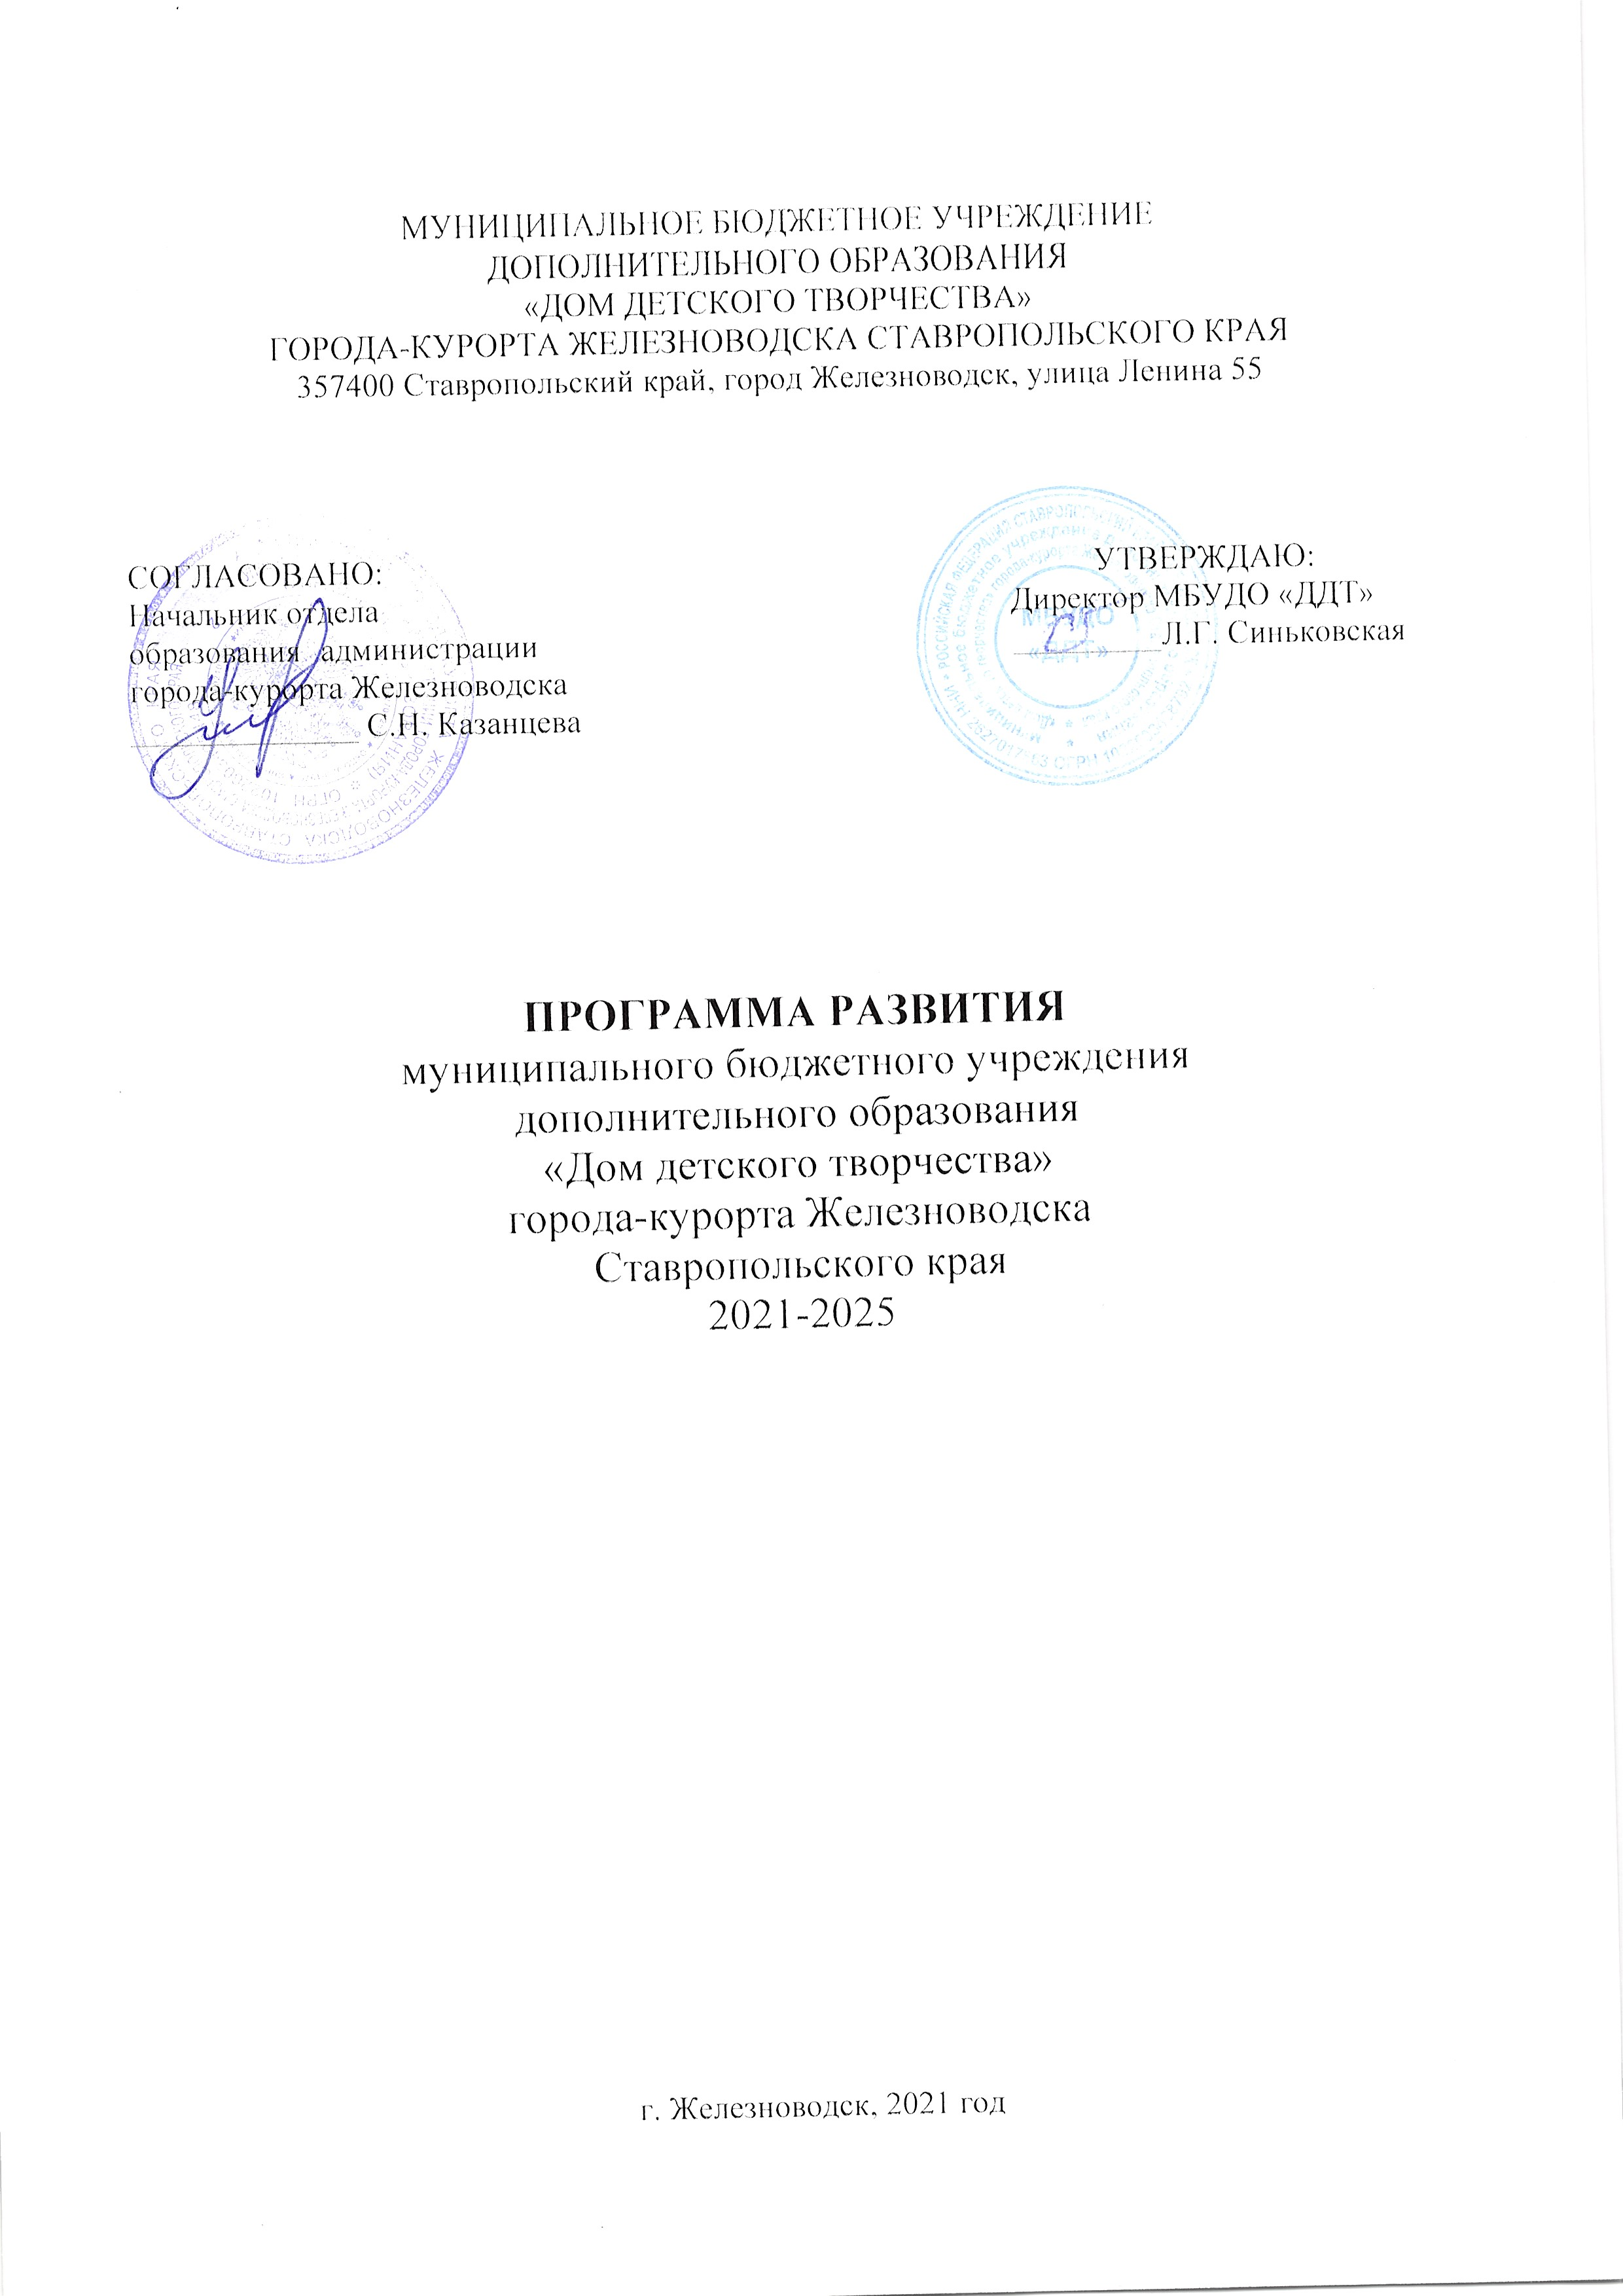 МУНИЦИПАЛЬНОЕ БЮДЖЕТНОЕ УЧРЕЖДЕНИЕ
ДОПОЛНИТЕЛЬНОГО ОБРАЗОВАНИЯ
«ДОМ ДЕТСКОГО ТВОРЧЕСТВА»
ГОРОДА-КУРОРТА ЖЕЛЕЗНОВОДСКА СТАВРОПОЛЬСКОГО КРАЯ
357400 Ставропольский край, город Железноводск, улица Ленина 55
СОГЛАСОВАНО:
Начальник отдела
образования администрации
города-курорта Железноводска
С.Н. Казанцева
УТВЕРЖДАЮ:
Директор МБУДО «ДДТ»
Л.Г. Синьковская
МБУДО
«ДДТ»
ПРОГРАММА РАЗВИТИЯ
муниципального бюджетного учреждения
дополнительного образования
«Дом детского творчества»
города-курорта Железноводска
Ставропольского края
2021-2025
г. Железноводск, 2021 год